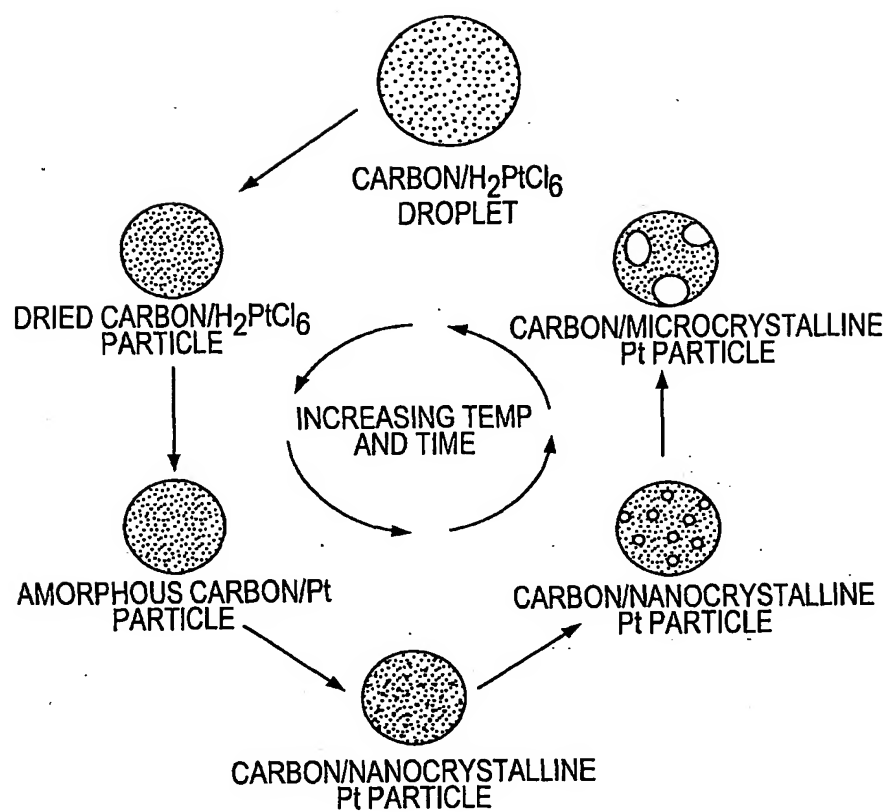 CARBON/H₂PtCl₆
DROPLET
DRIED CARBON/H₂PtCl₆
PARTICLE
CARBON/MICROCRYSTALLINE
Pt PARTICLE
INCREASING TEMP
AND TIME
AMORPHOUS CARBON/Pt
PARTICLE
CARBON/NANOCRYSTALLINE
Pt PARTICLE
CARBON/NANOCRYSTALLINE
Pt PARTICLE